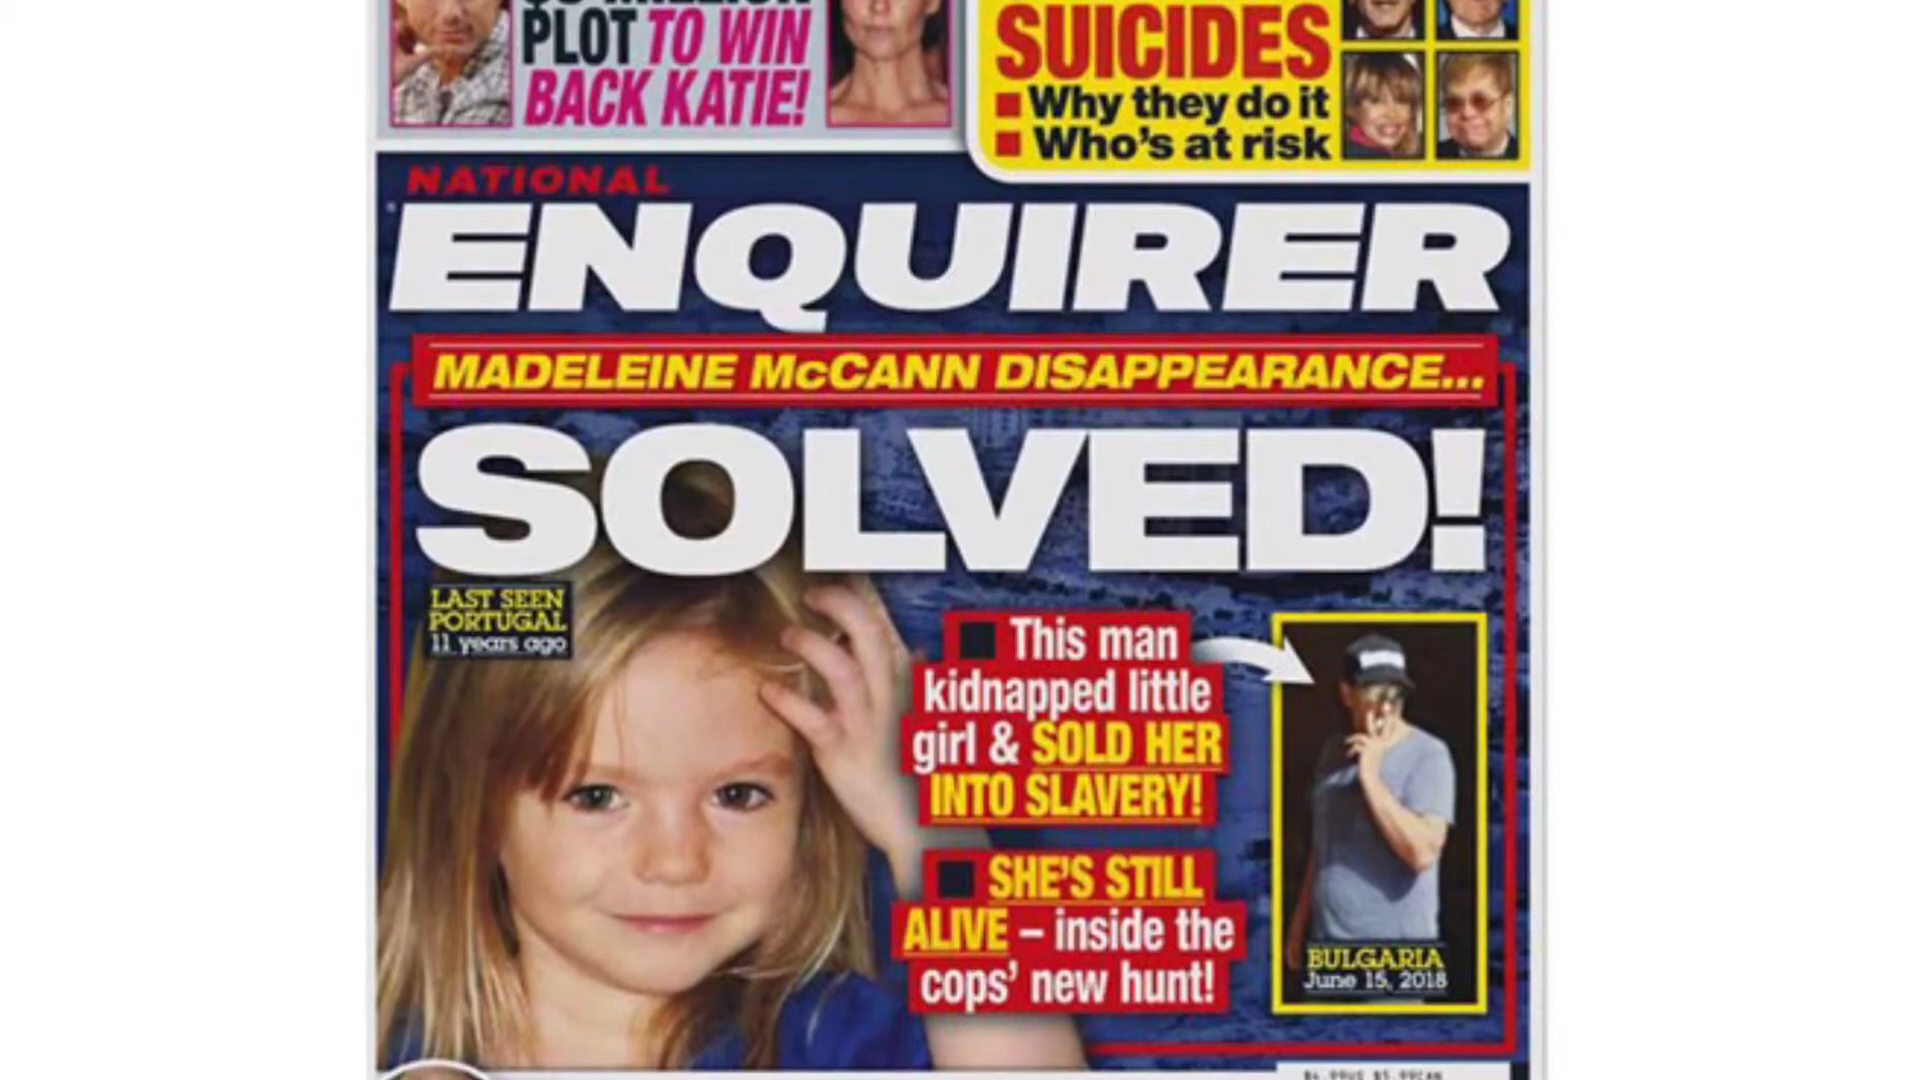 PLOT TO WIN
BACK KATIE!
SUICIDES
Why they do it
Who's at risk
NATIONAL
ENQUIRER
MADELEINE McCANN DISAPPEARANCE...
SOLVED!
LAST SEEN
PORTUGAL
11 years ago
This man
kidnapped little
girl & SOLD HER
INTO SLAVERY!
SHE'S STILL
ALIVE – inside the
cops' new hunt!
BULGARIA
June 15, 2018